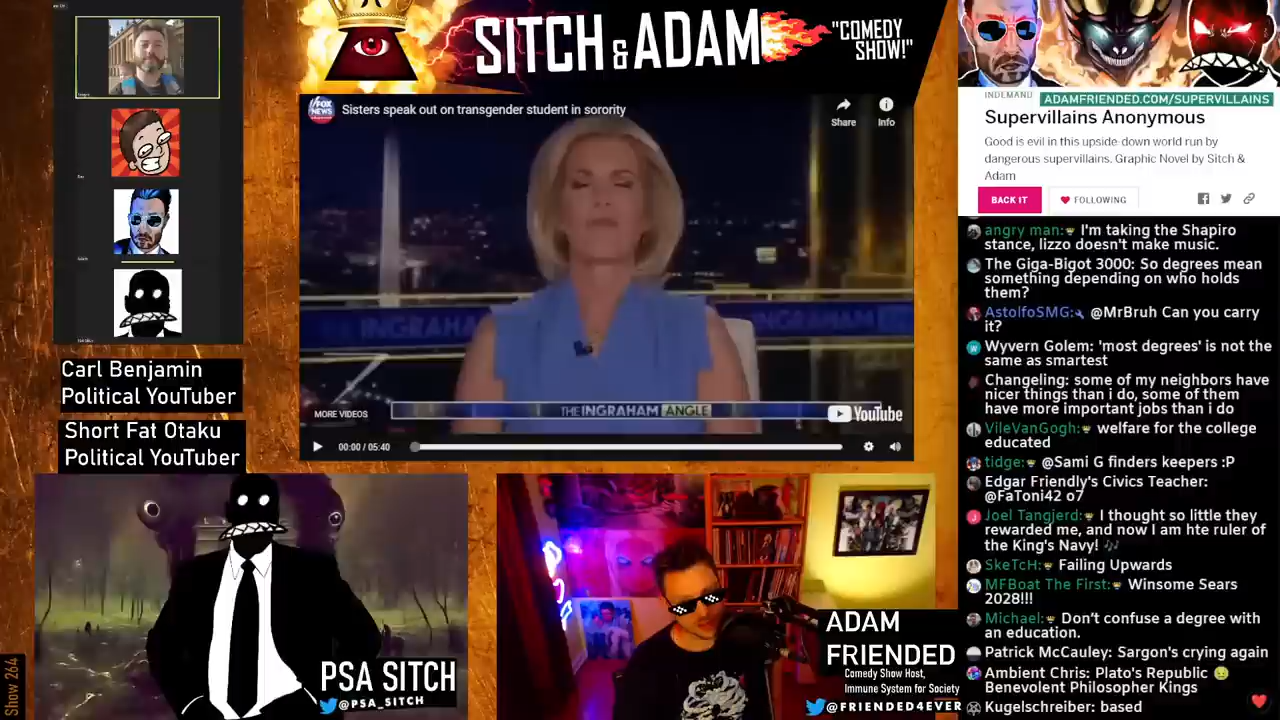 SITCH & ADAM
"COMEDY
SHOW!"
FOX
NEWS
Sisters speak out on transgender student in sorority
Share
Info
INGRAHA
INGRAHAM
MORE VIDEOS
THE INGRAHAM ANGLE
YouTube
00:00 / 05:40
Carl Benjamin
Political YouTuber
Short Fat Otaku
Political YouTuber
PSA SITCH
@PSA_SITCH
Show 264
ADAM
FRIENDED
Comedy Show Host,
Immune System for Society
@FRIENDED4EVER
INDEMAND
ADAMFRIENDED.COM/SUPERVILLAINS
Supervillains Anonymous
Good is evil in this upside-down world run by
dangerous supervillains. Graphic Novel by Sitch &
Adam
BACK IT
FOLLOWING
angry man: I'm taking the Shapiro
stance, lizzo doesn't make music.
The Giga-Bigot 3000: So degrees mean
something depending on who holds
them?
AstolfoSMG: @MrBruh Can you carry
it?
Wyvern Golem: 'most degrees' is not the
same as smartest
Changeling: some of my neighbors have
nicer things than i do, some of them
have more important jobs than i do
VileVanGogh: welfare for the college
educated
tidge: @Sami G finders keepers :P
Edgar Friendly's Civics Teacher:
@FaToni42 o7
Joel Tangjerd: I thought so little they
rewarded me, and now I am hte ruler of
the King's Navy! 🎶
SkeTcH: Failing Upwards
MFBoat The First: Winsome Sears
2028!!!
Michael: Don't confuse a degree with
an education.
Patrick McCauley: Sargon's crying again
Ambient Chris: Plato's Republic 🤢
Benevolent Philosopher Kings
Kugelschreiber: based